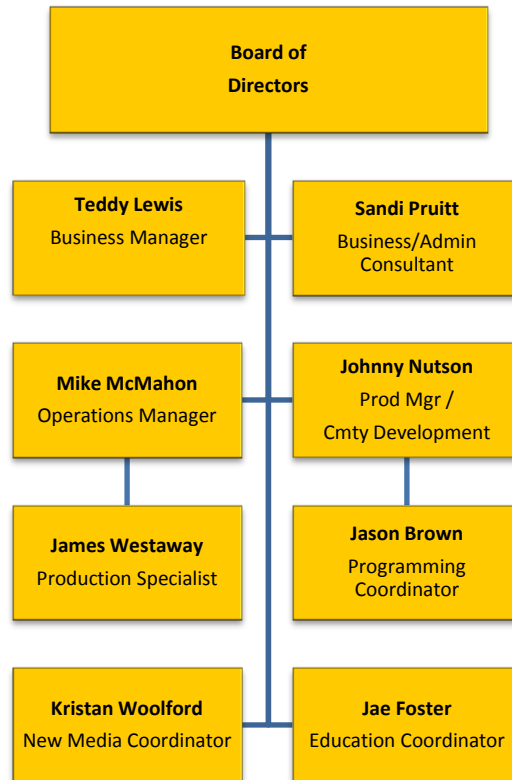 Board of
Directors
Teddy Lewis
Business Manager
Sandi Pruitt
Business/Admin
Consultant
Mike McMahon
Operations Manager
Johnny Nutson
Prod Mgr /
Cmty Development
James Westaway
Production Specialist
Jason Brown
Programming
Coordinator
Kristan Woolford
New Media Coordinator
Jae Foster
Education Coordinator